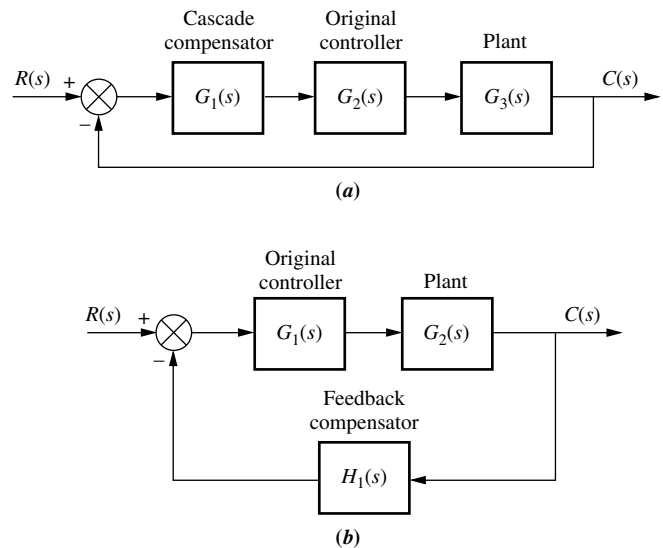 Cascade
compensator
Original
controller
Plant
R(s)
+
−
G₁(s)
G₂(s)
G₃(s)
C(s)
(a)
Original
controller
Plant
R(s)
+
−
G₁(s)
G₂(s)
C(s)
Feedback
compensator
H₁(s)
(b)